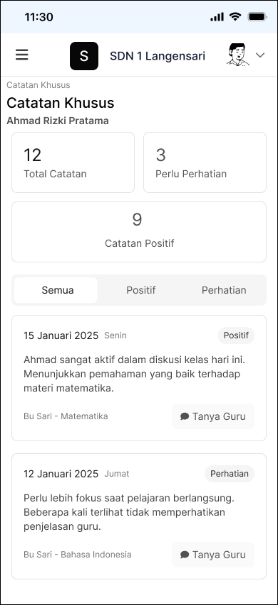 11:30
S SDN 1 Langensari
Catatan Khusus
Catatan Khusus
Ahmad Rizki Pratama
12
Total Catatan
3
Perlu Perhatian
9
Catatan Positif
Semua Positif Perhatian
15 Januari 2025 Senin Positif
Ahmad sangat aktif dalam diskusi kelas hari ini.
Menunjukkan pemahaman yang baik terhadap
materi matematika.
Bu Sari - Matematika Tanya Guru
12 Januari 2025 Jumat Perhatian
Perlu lebih fokus saat pelajaran berlangsung.
Beberapa kali terlihat tidak memperhatikan
penjelasan guru.
Bu Sari - Bahasa Indonesia Tanya Guru